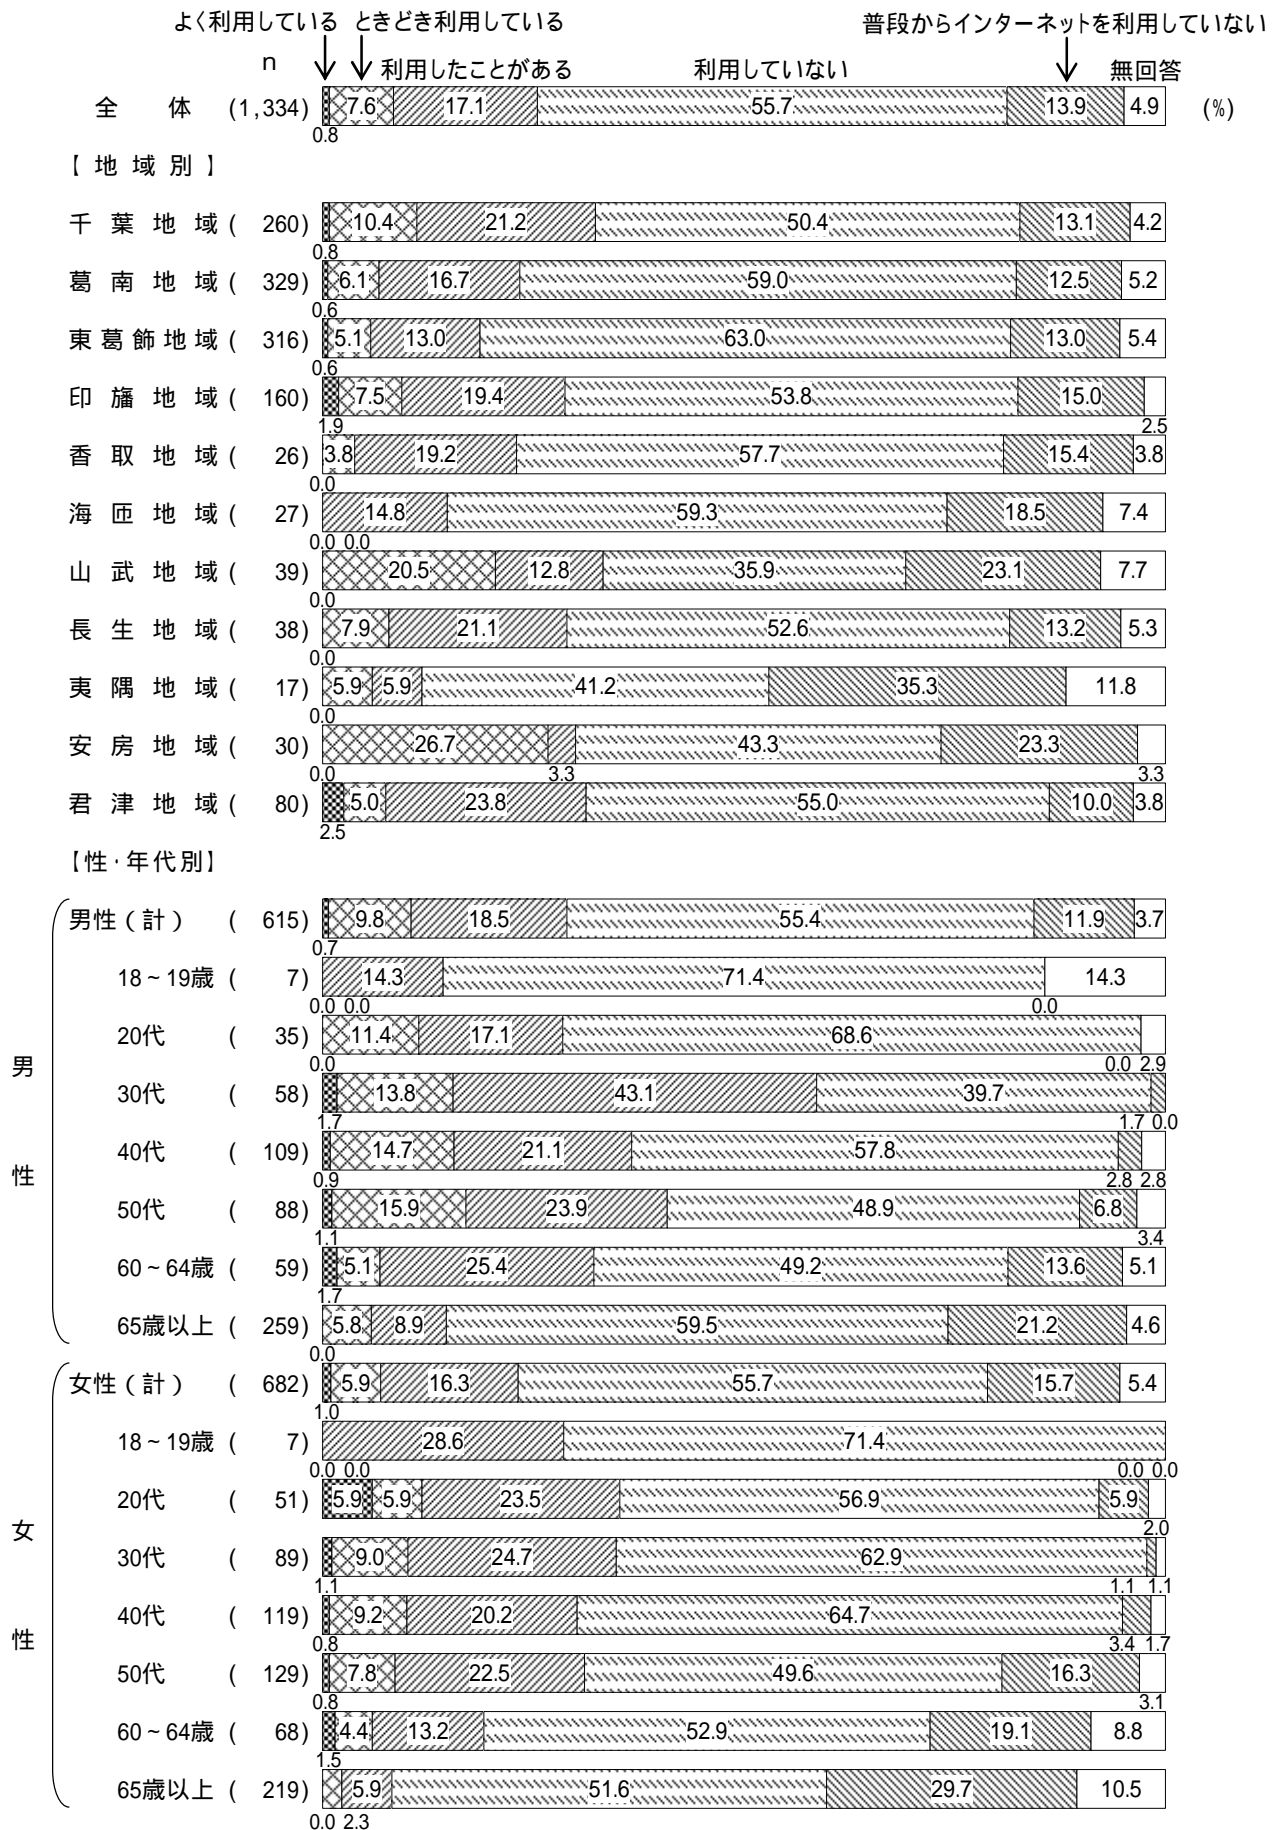 よく利用している ときどき利用している 普段からインターネットを利用していない
n 利用したことがある 利用していない 無回答
全 体 (1,334) 7.6 17.1 55.7 13.9 4.9 (%)
0.8
【 地 域 別 】
千 葉 地 域 ( 260) 10.4 21.2 50.4 13.1 4.2
0.8
葛 南 地 域 ( 329) 6.1 16.7 59.0 12.5 5.2
0.6
東 葛 飾 地 域 ( 316) 5.1 13.0 63.0 13.0 5.4
0.6
印 旛 地 域 ( 160) 7.5 19.4 53.8 15.0
1.9 2.5
香 取 地 域 ( 26) 3.8 19.2 57.7 15.4 3.8
0.0
海 匝 地 域 ( 27) 14.8 59.3 18.5 7.4
0.0 0.0
山 武 地 域 ( 39) 20.5 12.8 35.9 23.1 7.7
0.0
長 生 地 域 ( 38) 7.9 21.1 52.6 13.2 5.3
0.0
夷 隅 地 域 ( 17) 5.9 5.9 41.2 35.3 11.8
0.0
安 房 地 域 ( 30) 26.7 43.3 23.3
0.0 3.3 3.3
君 津 地 域 ( 80) 5.0 23.8 55.0 10.0 3.8
2.5
【性・年代別】
男性（計） ( 615) 9.8 18.5 55.4 11.9 3.7
0.7
18～19歳 ( 7) 14.3 71.4 14.3
0.0 0.0 0.0
20代 ( 35) 11.4 17.1 68.6
0.0 0.0 2.9
男
30代 ( 58) 13.8 43.1 39.7
1.7 1.7 0.0
40代 ( 109) 14.7 21.1 57.8
性
0.9 2.8 2.8
50代 ( 88) 15.9 23.9 48.9 6.8
1.1 3.4
60～64歳 ( 59) 5.1 25.4 49.2 13.6 5.1
1.7
65歳以上 ( 259) 5.8 8.9 59.5 21.2 4.6
0.0
女性（計） ( 682) 5.9 16.3 55.7 15.7 5.4
1.0
18～19歳 ( 7) 28.6 71.4
0.0 0.0 0.0 0.0
20代 ( 51) 5.9 5.9 23.5 56.9 5.9
女
2.0
30代 ( 89) 9.0 24.7 62.9
1.1 1.1 1.1
40代 ( 119) 9.2 20.2 64.7
性
0.8 3.4 1.7
50代 ( 129) 7.8 22.5 49.6 16.3
0.8 3.1
60～64歳 ( 68) 4.4 13.2 52.9 19.1 8.8
1.5
65歳以上 ( 219) 5.9 51.6 29.7 10.5
0.0 2.3